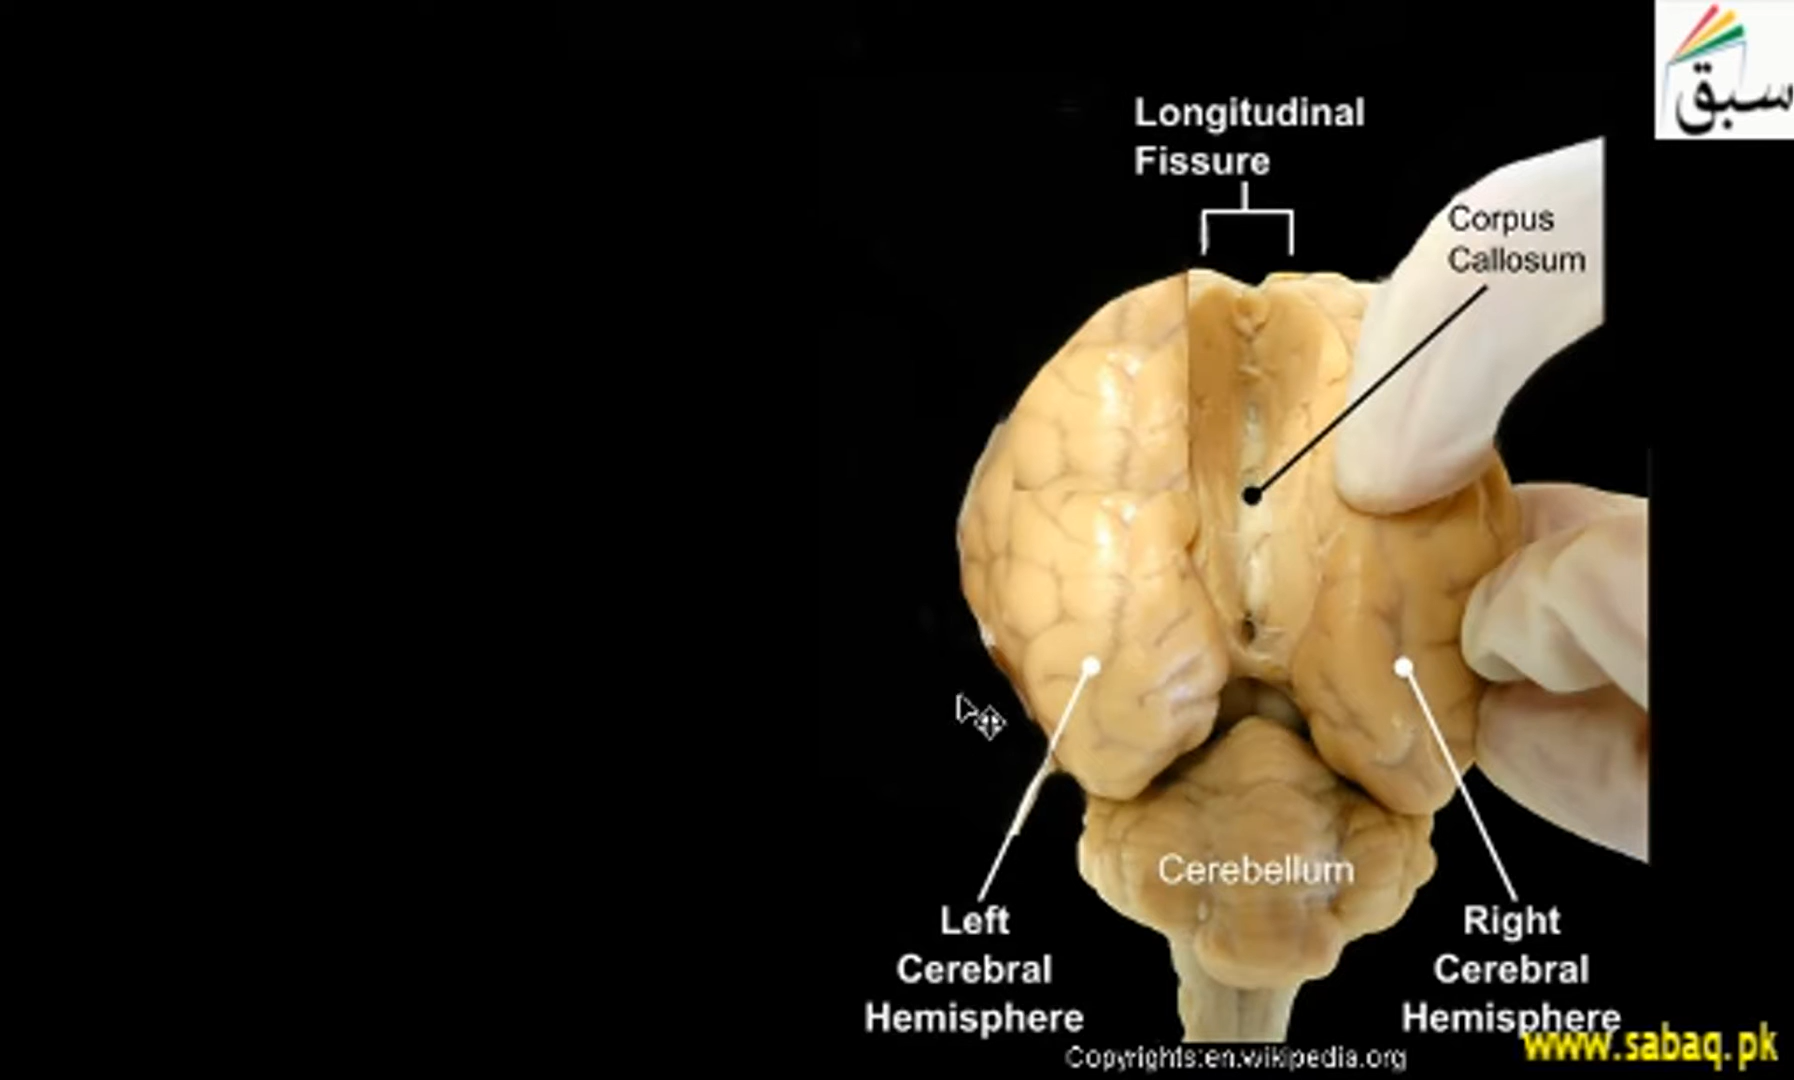 سبق
Longitudinal
Fissure
Corpus
Callosum
Cerebellum
Left
Cerebral
Hemisphere
Right
Cerebral
Hemisphere
Copyrights:en.wikipedia.org
www.sabaq.pk